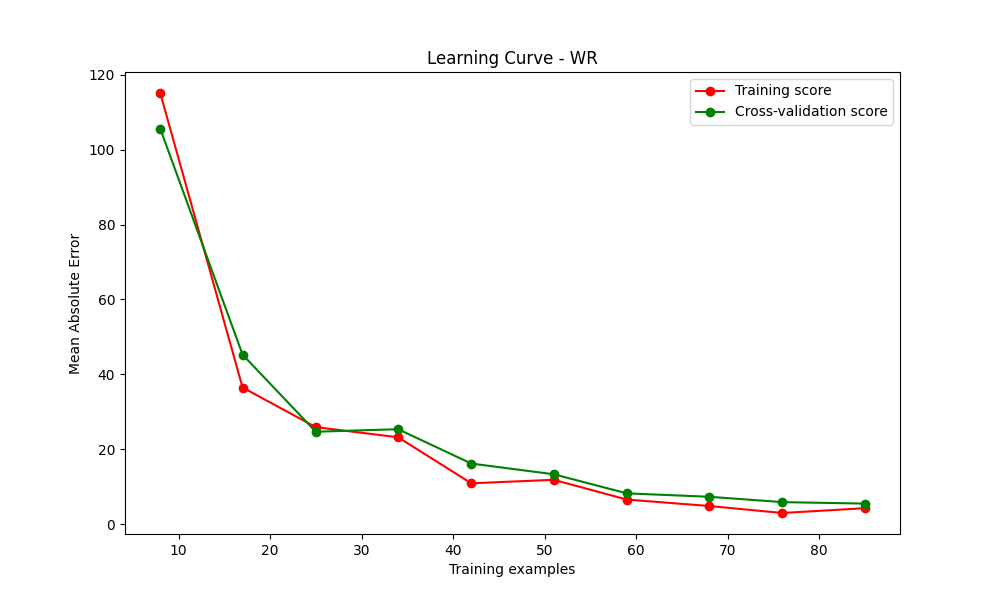 Learning Curve - WR
Training score
Cross-validation score
Mean Absolute Error
120
100
80
60
40
20
0
10 20 30 40 50 60 70 80
Training examples